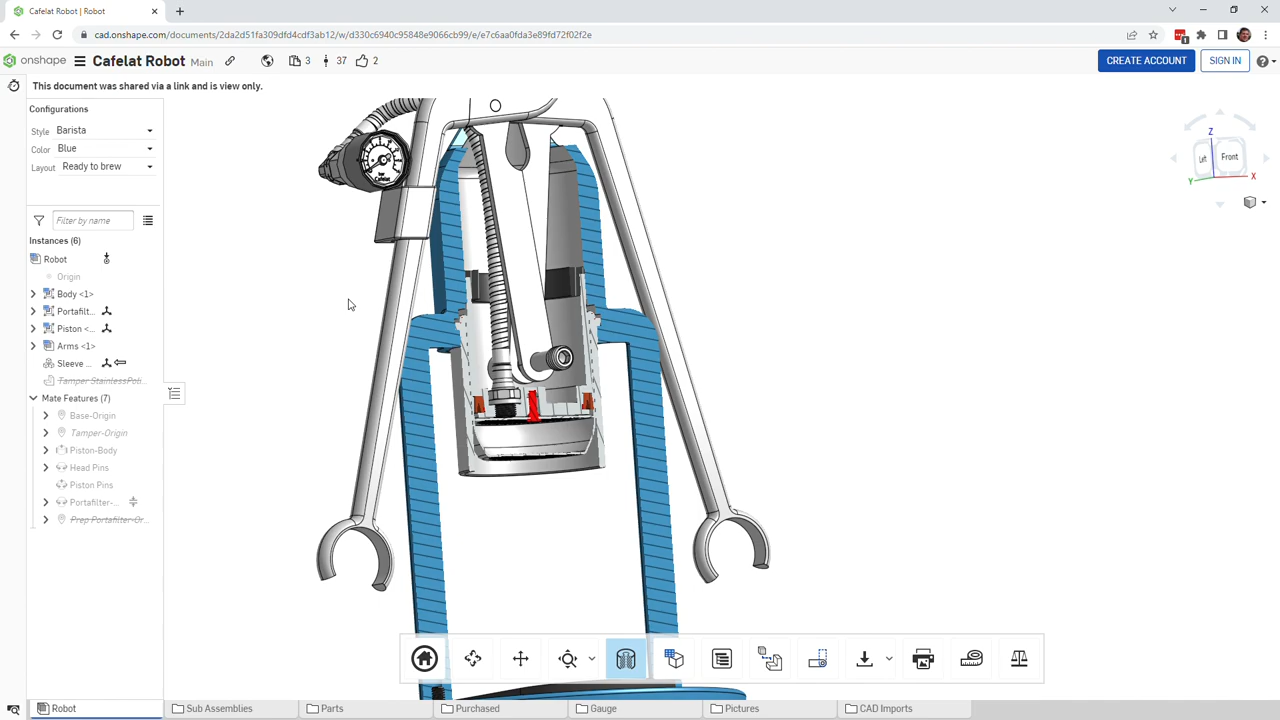 Cafelat Robot | Robot
cad.onshape.com/documents/2da2d51fa309dfd4cdf3ab12/w/d330c6940c95848e9066cb99/e/e7c6aa0fda3e89fd72f02f2e
1
onshape
Cafelat Robot Main
3
37
2
CREATE ACCOUNT
SIGN IN
This document was shared via a link and is view only.
Configurations
Style Barista
Color Blue
Layout Ready to brew
Filter by name
Instances (6)
Robot
Origin
Body <1>
Portafilt...
Piston <...
Arms <1>
Sleeve ...
Tamper StainlessPoli...
Mate Features (7)
Base-Origin
Tamper-Origin
Piston-Body
Head Pins
Piston Pins
Portafilter-...
Prep Portafilter-Or...
bar
Cafelat
Z
Left
Front
Y
X
Robot
Sub Assemblies
Parts
Purchased
Gauge
Pictures
CAD Imports